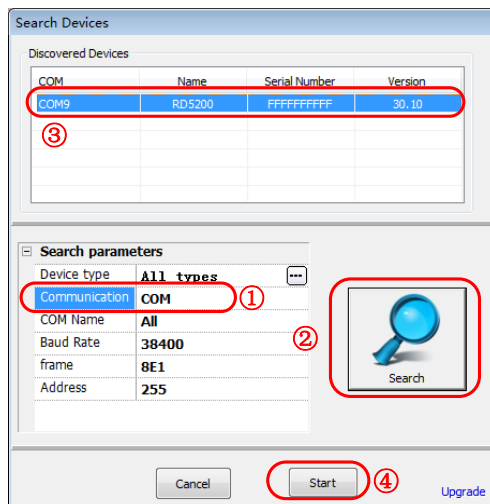 Search Devices
Discovered Devices
COM Name Serial Number Version
COM9 RD5200 FFFFFFFFFF 30.10
③
Search parameters
Device type All types ...
Communication COM ①
COM Name All
Baud Rate 38400
frame 8E1
Address 255
②
Search
Cancel Start ④
Upgrade